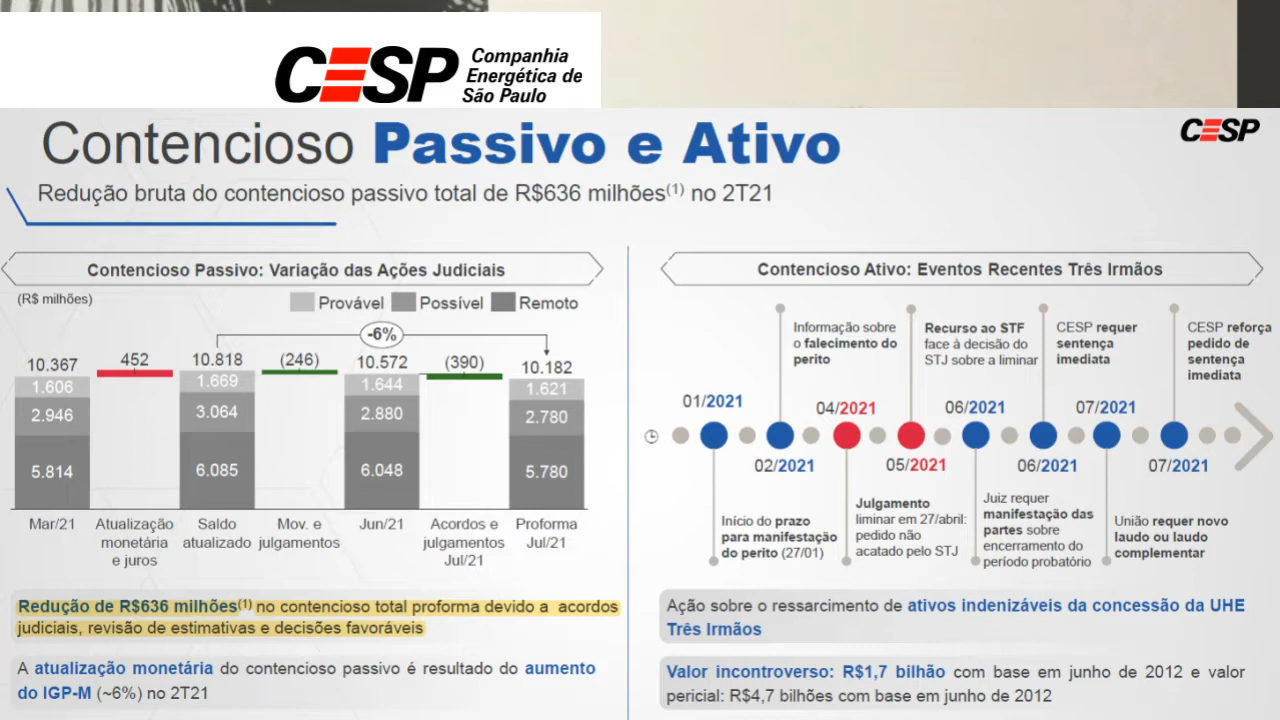 CESP Companhia
Energética de
São Paulo
Contencioso Passivo e Ativo
CESP
Redução bruta do contencioso passivo total de R$636 milhões(1) no 2T21
Contencioso Passivo: Variação das Ações Judiciais
(R$ milhões)
Provável Possível Remoto
-6%
10.367 452 10.818 (246) 10.572 (390) 10.182
1.606 1.669 1.644 1.621
2.946 3.064 2.880 2.780
5.814 6.085 6.048 5.780
Mar/21 Atualização Saldo Mov. e Jun/21 Acordos e Proforma
monetária atualizado julgamentos julgamentos Jul/21
e juros Jul/21
Redução de R$636 milhões(1) no contencioso total proforma devido a acordos
judiciais, revisão de estimativas e decisões favoráveis
A atualização monetária do contencioso passivo é resultado do aumento
do IGP-M (~6%) no 2T21
Contencioso Ativo: Eventos Recentes Três Irmãos
Informação sobre
o falecimento do
perito
Recurso ao STF
face à decisão do
STJ sobre a liminar
CESP requer
sentença
imediata
CESP reforça
pedido de
sentença
imediata
01/2021 04/2021 06/2021 07/2021
02/2021 05/2021 06/2021 07/2021
Início do prazo
para manifestação
do perito (27/01)
Julgamento
liminar em 27/abril:
pedido não
acatado pelo STJ
Juiz requer
manifestação das
partes sobre
encerramento do
período probatório
União requer novo
laudo ou laudo
complementar
Ação sobre o ressarcimento de ativos indenizáveis da concessão da UHE
Três Irmãos
Valor incontroverso: R$1,7 bilhão com base em junho de 2012 e valor
pericial: R$4,7 bilhões com base em junho de 2012